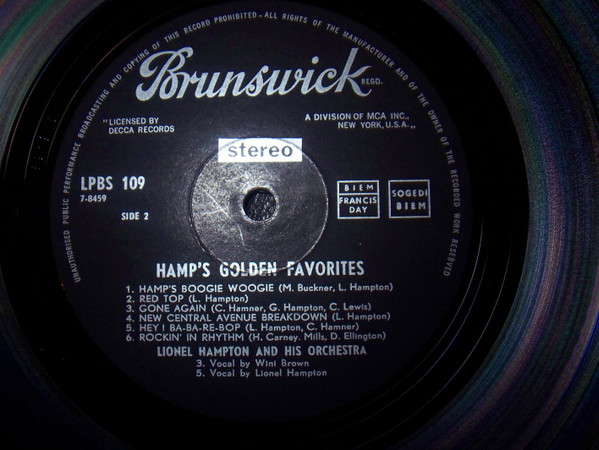 UNAUTHORISED PUBLIC PERFORMANCE BROADCASTING AND COPYING OF THIS RECORD PROHIBITED - ALL RIGHTS OF THE MANUFACTURER AND OF THE OWNER OF THE RECORDED WORK RESERVED
Brunswick REGD.
"LICENSED BY
DECCA RECORDS
A DIVISION OF MCA INC.,
NEW YORK, U.S.A.,,
stereo
LPBS 109
7-8459
SIDE 2
BIEM
FRANCIS
DAY
SOGEDI
BIEM
HAMP'S GOLDEN FAVORITES
1. HAMP'S BOOGIE WOOGIE (M. Buckner, L. Hampton)
2. RED TOP (L. Hampton)
3. GONE AGAIN (C. Hamner, G. Hampton, C. Lewis)
4. NEW CENTRAL AVENUE BREAKDOWN (L. Hampton)
5. HEY! BA-BA-RE-BOP (L. Hampton, C. Hamner)
6. ROCKIN' IN RHYTHM (H. Carney. Mills, D. Ellington)
LIONEL HAMPTON AND HIS ORCHESTRA
3. Vocal by Wini Brown
5. Vocal by Lionel Hampton